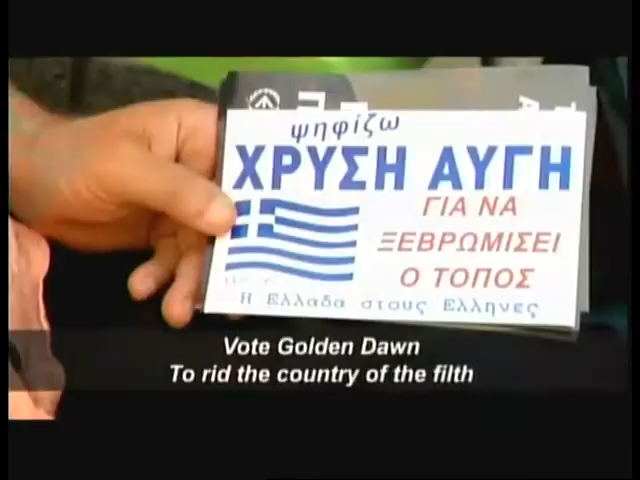 ψηφίζω
ΧΡΥΣΗ ΑΥΓΗ
ΓΙΑ ΝΑ
ΞΕΒΡΩΜΙΣΕΙ
Ο ΤΟΠΟΣ
Η Ελλάδα στους Ελληνες
Vote Golden Dawn
To rid the country of the filth